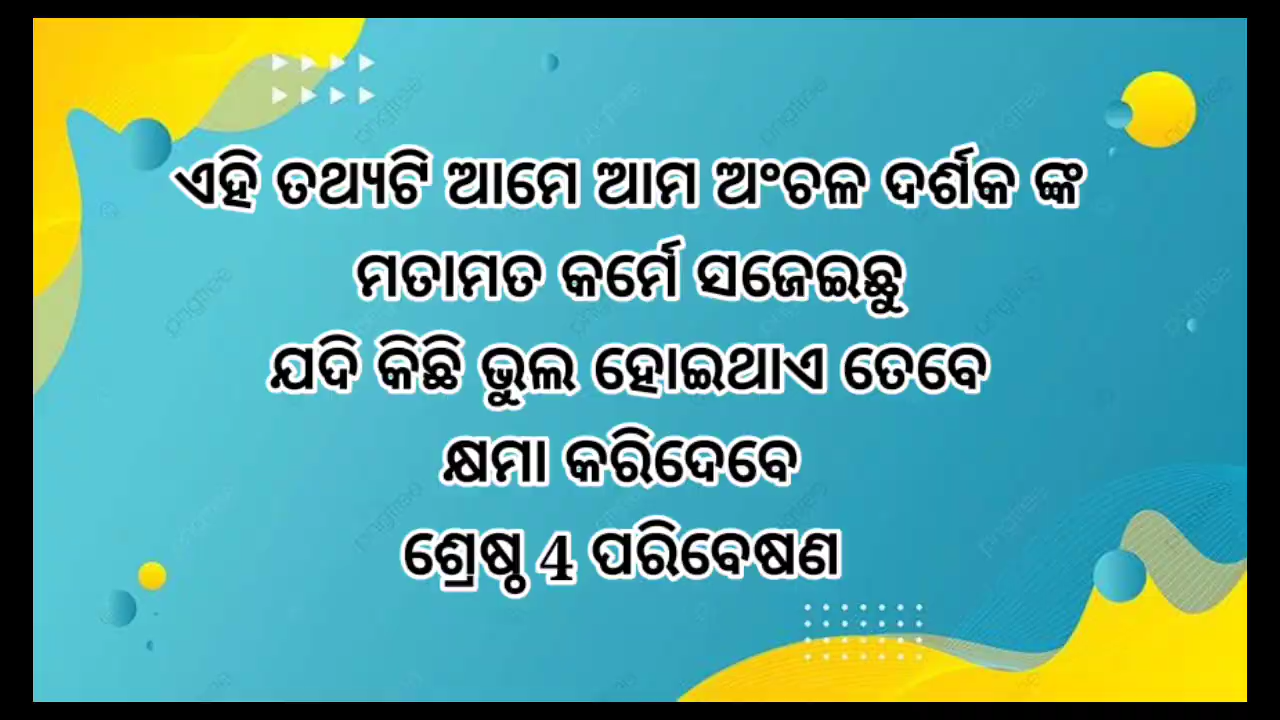 ଏହି ତଥ୍ୟଟି ଆମେ ଆମ ଅଂଚଳ ଦର୍ଶକ ଙ୍କ
ମତାମତ କର୍ମେ ସଜେଇଛୁ
ଯଦି କିଛି ଭୁଲ ହୋଇଥାଏ ତେବେ
କ୍ଷମା କରିଦେବେ
ଶ୍ରେଷ୍ଠ 4 ପରିବେଷଣ